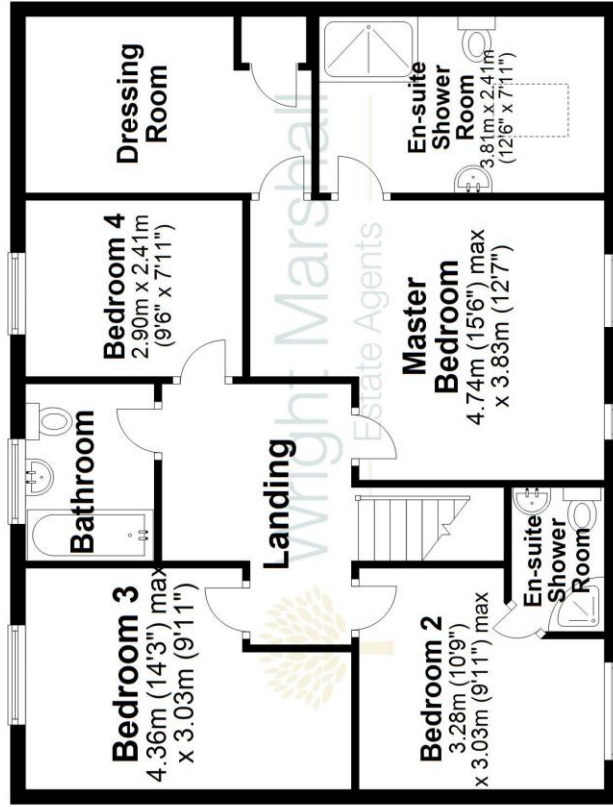 Dressing
Room
En-suite
Shower
Room
3.81m x 2.41m
(12'6" x 7'11")
Bedroom 4
2.90m x 2.41m
(9'6" x 7'11")
Master
Bedroom
4.74m (15'6") max
x 3.83m (12'7")
Bathroom
Landing
Wright Marshall
Estate Agents
En-suite
Shower
Room
Bedroom 3
4.36m (14'3") max
x 3.03m (9'11")
Bedroom 2
3.28m (10'9")
x 3.03m (9'11") max